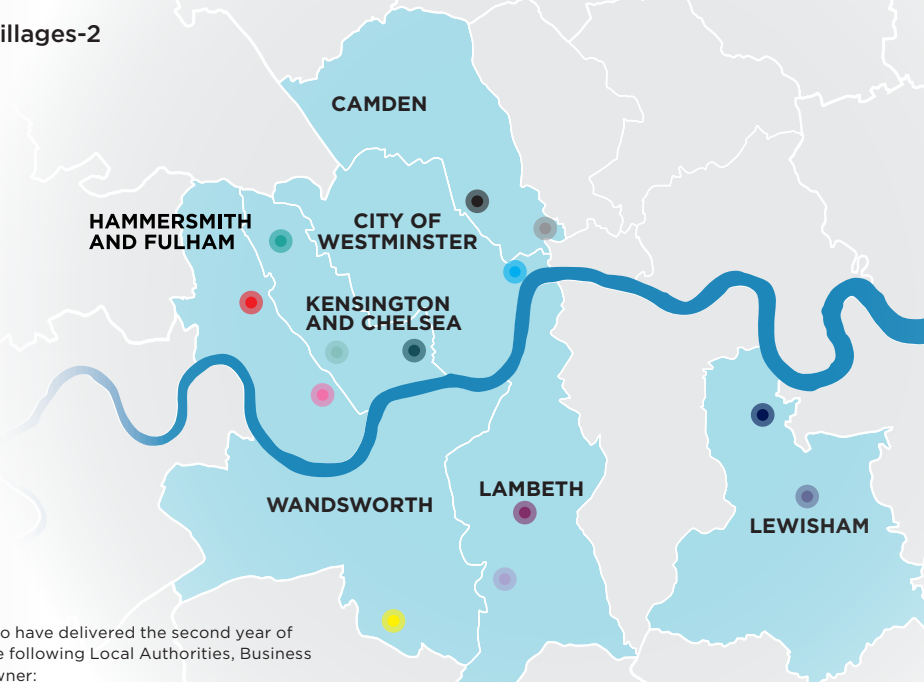 illages-2
CAMDEN
HAMMERSMITH
AND FULHAM
CITY OF
WESTMINSTER
KENSINGTON
AND CHELSEA
WANDSWORTH
LAMBETH
LEWISHAM
o have delivered the second year of
e following Local Authorities, Business
wner: